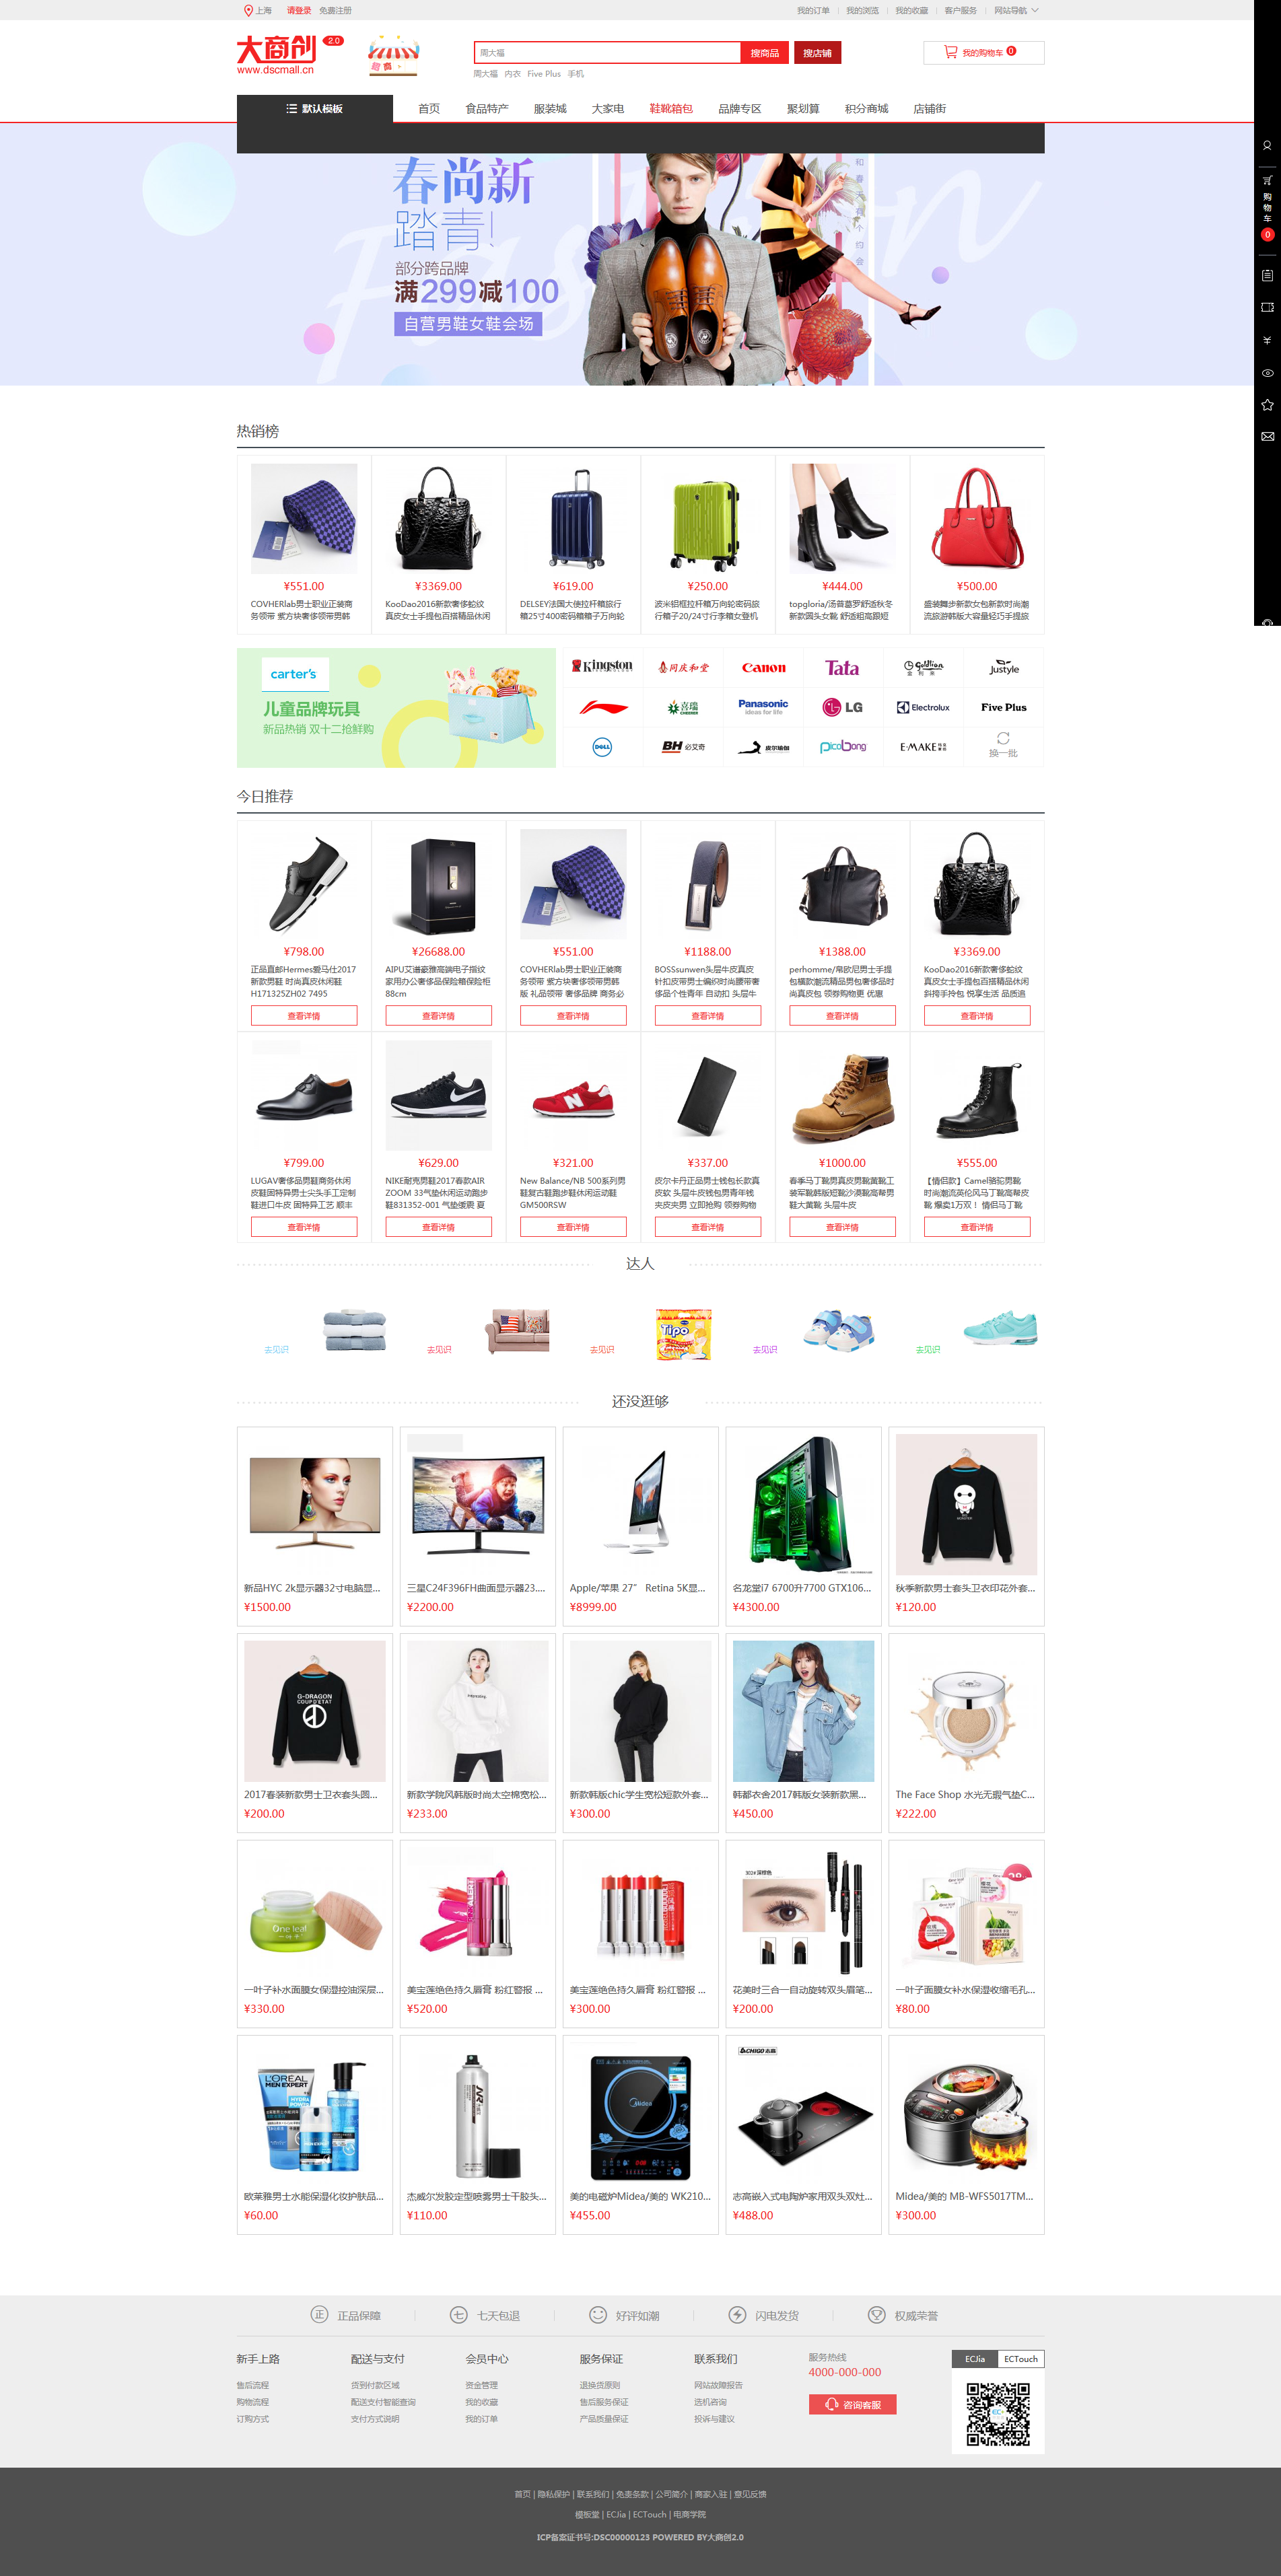 上海 请登录 免费注册 我的订单 我的浏览 我的收藏 客户服务 网站导航
大商创 2.0
www.dscmall.cn
周大福 搜商品 搜店铺 我的购物车 0
周大福 内衣 Five Plus 手机
默认模板 首页 食品特产 服装城 大家电 鞋靴箱包 品牌专区 聚划算 积分商城 店铺街
春尚新
踏青!
部分跨品牌
满299减100
自营男鞋女鞋会场
购物车
0
热销榜
¥551.00 ¥3369.00 ¥619.00 ¥250.00 ¥444.00 ¥500.00
COVHERlab男士职业正装商务领带 紫方块奢侈领带男韩
KooDao2016新款奢侈蛇纹真皮女士手提包百搭精品休闲
DELSEY法国大使拉杆箱旅行箱25寸400密码箱箱子万向轮
波米铝框拉杆箱万向轮密码旅行箱子20/24寸行李箱女登机
topgloria/汤普葛罗舒适秋冬新款圆头女靴 舒适粗高跟短
盛装舞步新款女包新款时尚潮流旅游韩版大容量轻巧手提旅
carter's
儿童品牌玩具
新品热销 双十二抢鲜购
Kingston 同庆和堂 Canon Tata Goldlion 金利来 Justyle
喜瑞 Panasonic ideas for life LG Electrolux Five Plus
DELL BH 必艾奇 皮尔瑜伽 picobong E·MAKE 换一批
今日推荐
¥798.00 ¥26688.00 ¥551.00 ¥1188.00 ¥1388.00 ¥3369.00
正品直邮Hermes爱马仕2017新款男鞋 时尚真皮休闲鞋H171325ZH02 7495
AIPU艾谱豪雅高端电子指纹家用办公奢侈品保险箱保险柜88cm
COVHERlab男士职业正装商务领带 紫方块奢侈领带男韩版 礼品领带 奢侈品牌 商务必
BOSSsunwen头层牛皮真皮针扣皮带男士编织时尚腰带奢侈品个性青年 自动扣 头层牛
perhomme/帛欧尼男士手提包横款潮流精品男包奢侈品时尚真皮包 领券购物更 优惠
KooDao2016新款奢侈蛇纹真皮女士手提包百搭精品休闲斜挎手拎包 悦享生活 品质追
查看详情 查看详情 查看详情 查看详情 查看详情 查看详情
¥799.00 ¥629.00 ¥321.00 ¥337.00 ¥1000.00 ¥555.00
LUGAV奢侈品男鞋商务休闲皮鞋固特异男士尖头手工定制鞋进口牛皮 固特异工艺 顺丰
NIKE耐克男鞋2017春款AIR ZOOM 33气垫休闲运动跑步鞋831352-001 气垫缓震 夏
New Balance/NB 500系列男鞋复古鞋跑步鞋休闲运动鞋GM500RSW
皮尔卡丹正品男士钱包长款真皮软 头层牛皮钱包男青年钱夹皮夹男 立即抢购 领券购物
春季马丁靴男真皮男靴黄靴工装军靴韩版短靴沙漠靴高帮男鞋大黄靴 头层牛皮
【情侣款】Camel骆驼男靴 时尚潮流英伦风马丁靴高帮皮靴 爆卖1万双！ 情侣马丁靴
查看详情 查看详情 查看详情 查看详情 查看详情 查看详情
达人
去见识 去见识 去见识 Tipo 去见识 去见识
还没逛够
新品HYC 2k显示器32寸电脑显... 三星C24F396FH曲面显示器23.... Apple/苹果 27” Retina 5K显... 名龙堂i7 6700升7700 GTX106... 秋季新款男士套头卫衣印花外套...
¥1500.00 ¥2200.00 ¥8999.00 ¥4300.00 ¥120.00
G-DRAGON
COUP D'ETAT
2017春装新款男士卫衣套头圆... 新款学院风韩版时尚太空棉宽松... 新款韩版chic学生宽松短款外套... 韩都衣舍2017韩版女装新款黑... The Face Shop 水光无瑕气垫C...
¥200.00 ¥233.00 ¥300.00 ¥450.00 ¥222.00
One leaf
一叶子
302# 深棕色
一叶子补水面膜女保湿控油深层... 美宝莲绝色持久唇膏 粉红警报 ... 美宝莲绝色持久唇膏 粉红警报 ... 花美时三合一自动旋转双头眉笔... 一叶子面膜女补水保湿收缩毛孔...
¥330.00 ¥520.00 ¥300.00 ¥200.00 ¥80.00
L'OREAL
MEN EXPERT
Midea
CHIGO 志高
欧莱雅男士水能保湿化妆护肤品... 杰威尔发胶定型喷雾男士干胶头... 美的电磁炉Midea/美的 WK210... 志高嵌入式电陶炉家用双头双灶... Midea/美的 MB-WFS5017TM...
¥60.00 ¥110.00 ¥455.00 ¥488.00 ¥300.00
正 正品保障 七 七天包退 好评如潮 闪电发货 权威荣誉
新手上路 配送与支付 会员中心 服务保证 联系我们 服务热线 ECJia ECTouch
4000-000-000
售后流程 货到付款区域 资金管理 退换货原则 网站故障报告
购物流程 配送支付智能查询 我的收藏 售后服务保证 选机咨询 咨询客服
订购方式 支付方式说明 我的订单 产品质量保证 投诉与建议
首页 | 隐私保护 | 联系我们 | 免责条款 | 公司简介 | 商家入驻 | 意见反馈
模板堂 | ECJia | ECTouch | 电商学院
ICP备案证书号:DSC00000123 POWERED BY大商创2.0